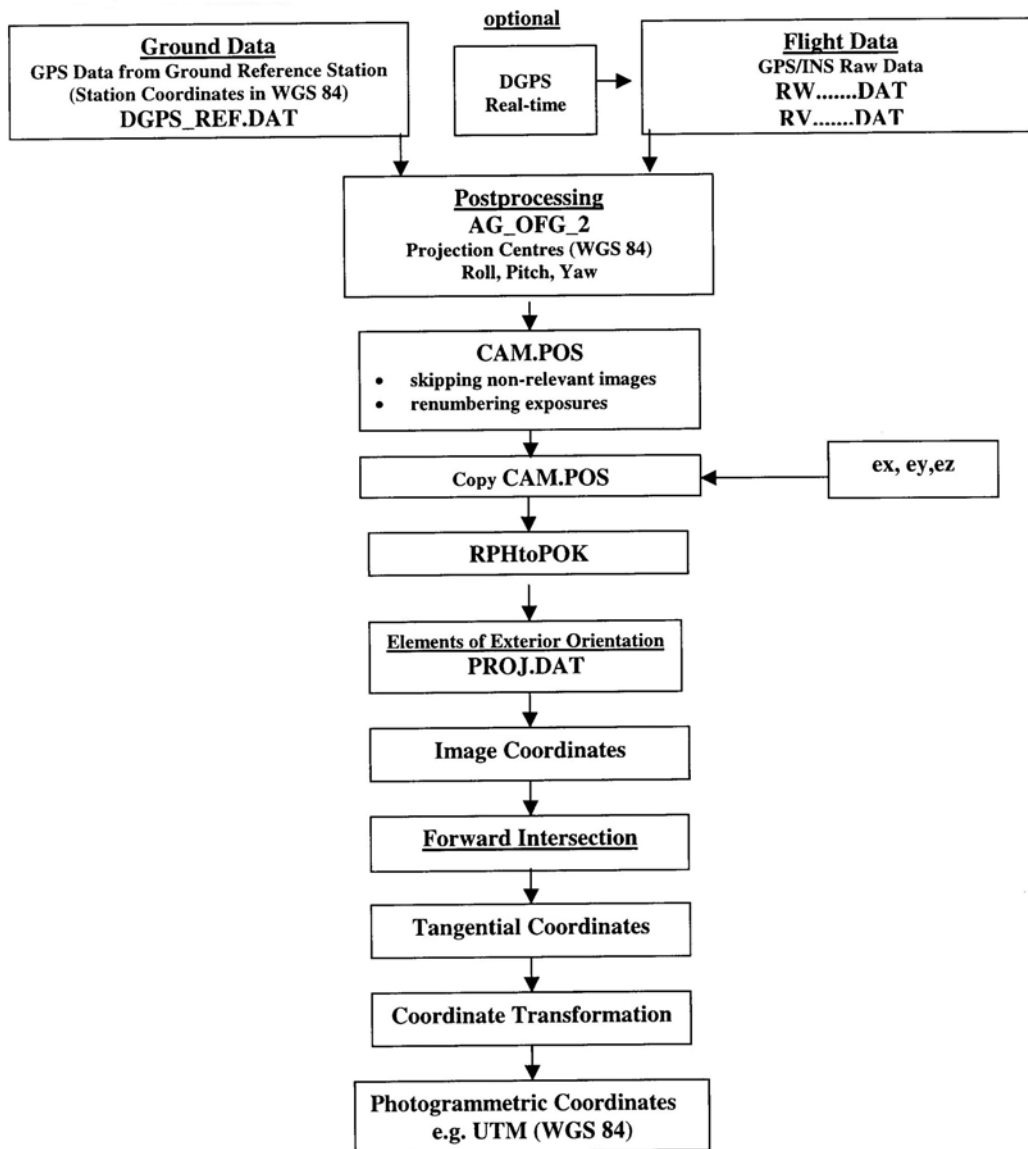 optional
Ground Data
GPS Data from Ground Reference Station
(Station Coordinates in WGS 84)
DGPS_REF.DAT
DGPS
Real-time
Flight Data
GPS/INS Raw Data
RW.......DAT
RV.......DAT
Postprocessing
AG_OFG_2
Projection Centres (WGS 84)
Roll, Pitch, Yaw
CAM.POS
• skipping non-relevant images
• renumbering exposures
Copy CAM.POS
ex, ey,ez
RPHtoPOK
Elements of Exterior Orientation
PROJ.DAT
Image Coordinates
Forward Intersection
Tangential Coordinates
Coordinate Transformation
Photogrammetric Coordinates
e.g. UTM (WGS 84)